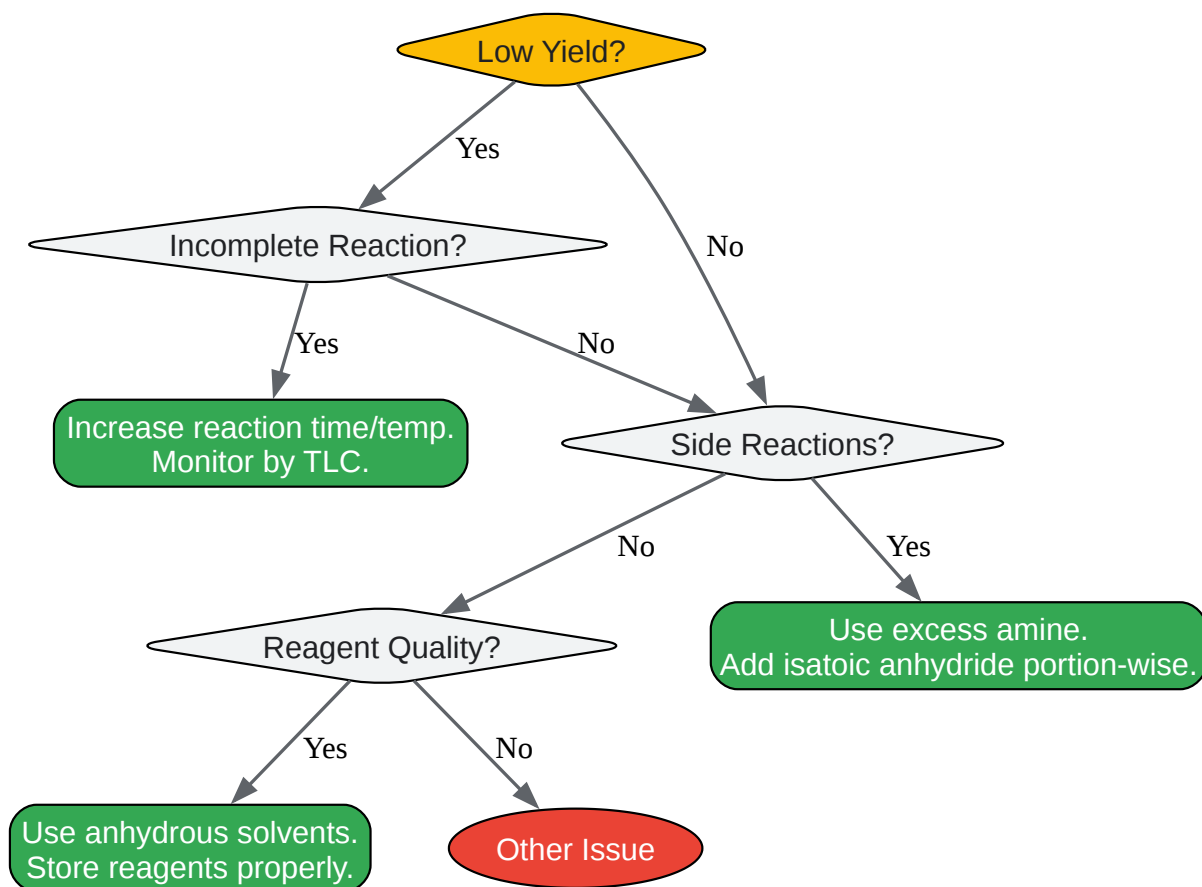 Low Yield?
Yes
No
Incomplete Reaction?
Yes
No
Increase reaction time/temp.
Monitor by TLC.
Side Reactions?
No
Yes
Reagent Quality?
Use excess amine.
Add isatoic anhydride portion-wise.
Yes
No
Use anhydrous solvents.
Store reagents properly.
Other Issue